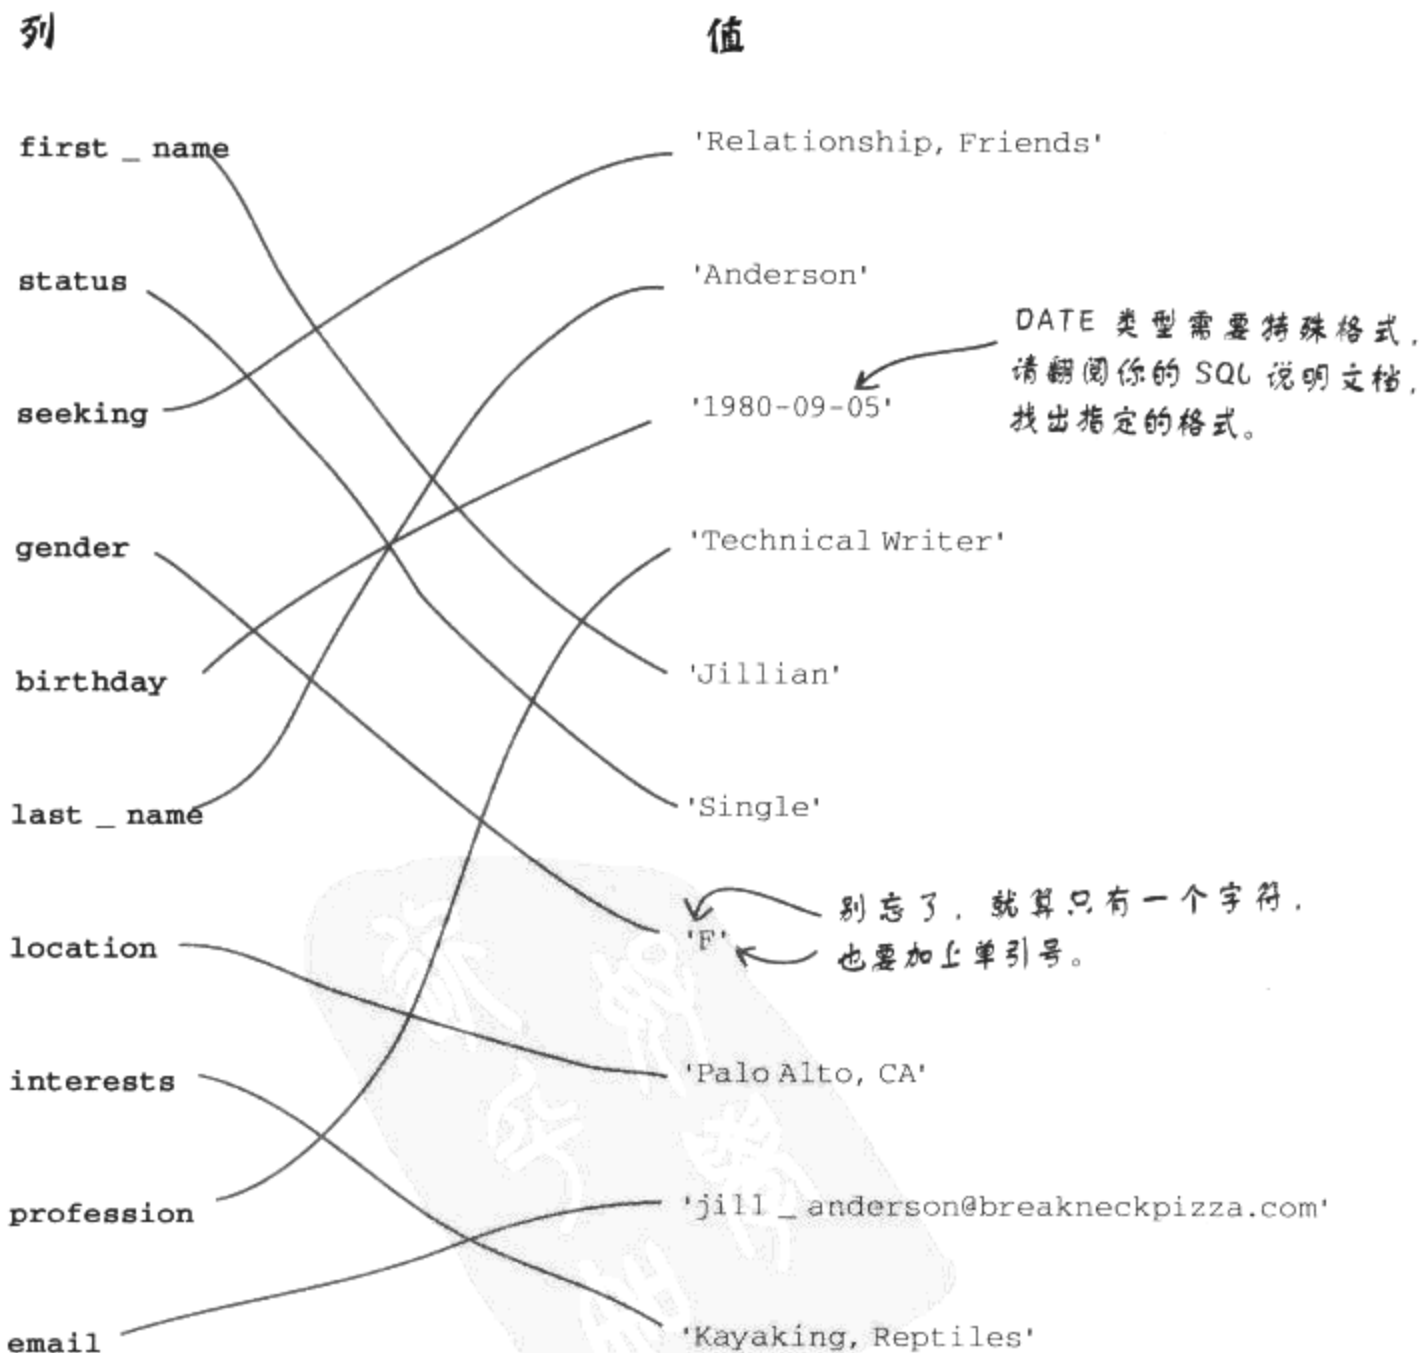 列
值
first _ name
'Relationship, Friends'
status
'Anderson'
DATE 类型需要特殊格式，
请翻阅你的 SQL 说明文档，
找出指定的格式。
seeking
'1980-09-05'
gender
'Technical Writer'
birthday
'Jillian'
last _ name
'Single'
别忘了，就算只有一个字符，
也要加上单引号。
location
'F'
interests
'Palo Alto, CA'
profession
'jill _ anderson@breakneckpizza.com'
email
'Kayaking, Reptiles'